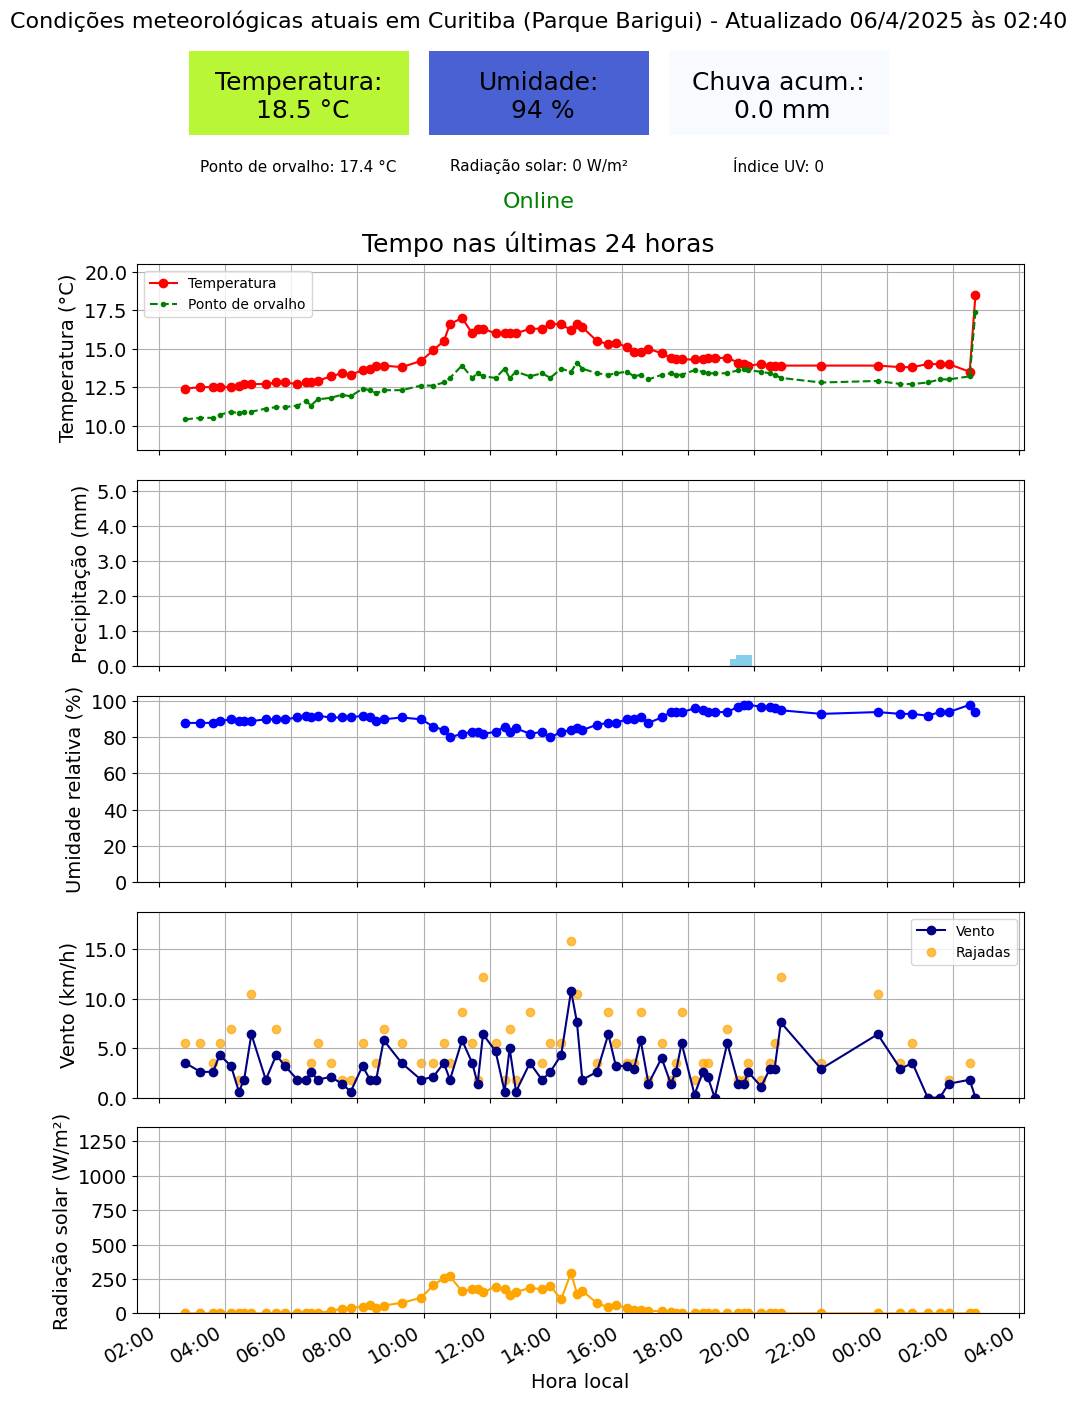 Condições meteorológicas atuais em Curitiba (Parque Barigui) - Atualizado 06/4/2025 às 02:40
Temperatura:
18.5 °C
Umidade:
94 %
Chuva acum.:
0.0 mm
Ponto de orvalho: 17.4 °C
Radiação solar: 0 W/m²
Índice UV: 0
Online
Tempo nas últimas 24 horas
Temperatura (°C)
20.0
17.5
15.0
12.5
10.0
Temperatura
Ponto de orvalho
Precipitação (mm)
5.0
4.0
3.0
2.0
1.0
0.0
Umidade relativa (%)
100
80
60
40
20
0
Vento (km/h)
15.0
10.0
5.0
0.0
Vento
Rajadas
Radiação solar (W/m²)
1250
1000
750
500
250
0
02:00
04:00
06:00
08:00
10:00
12:00
14:00
16:00
18:00
20:00
22:00
00:00
02:00
04:00
Hora local